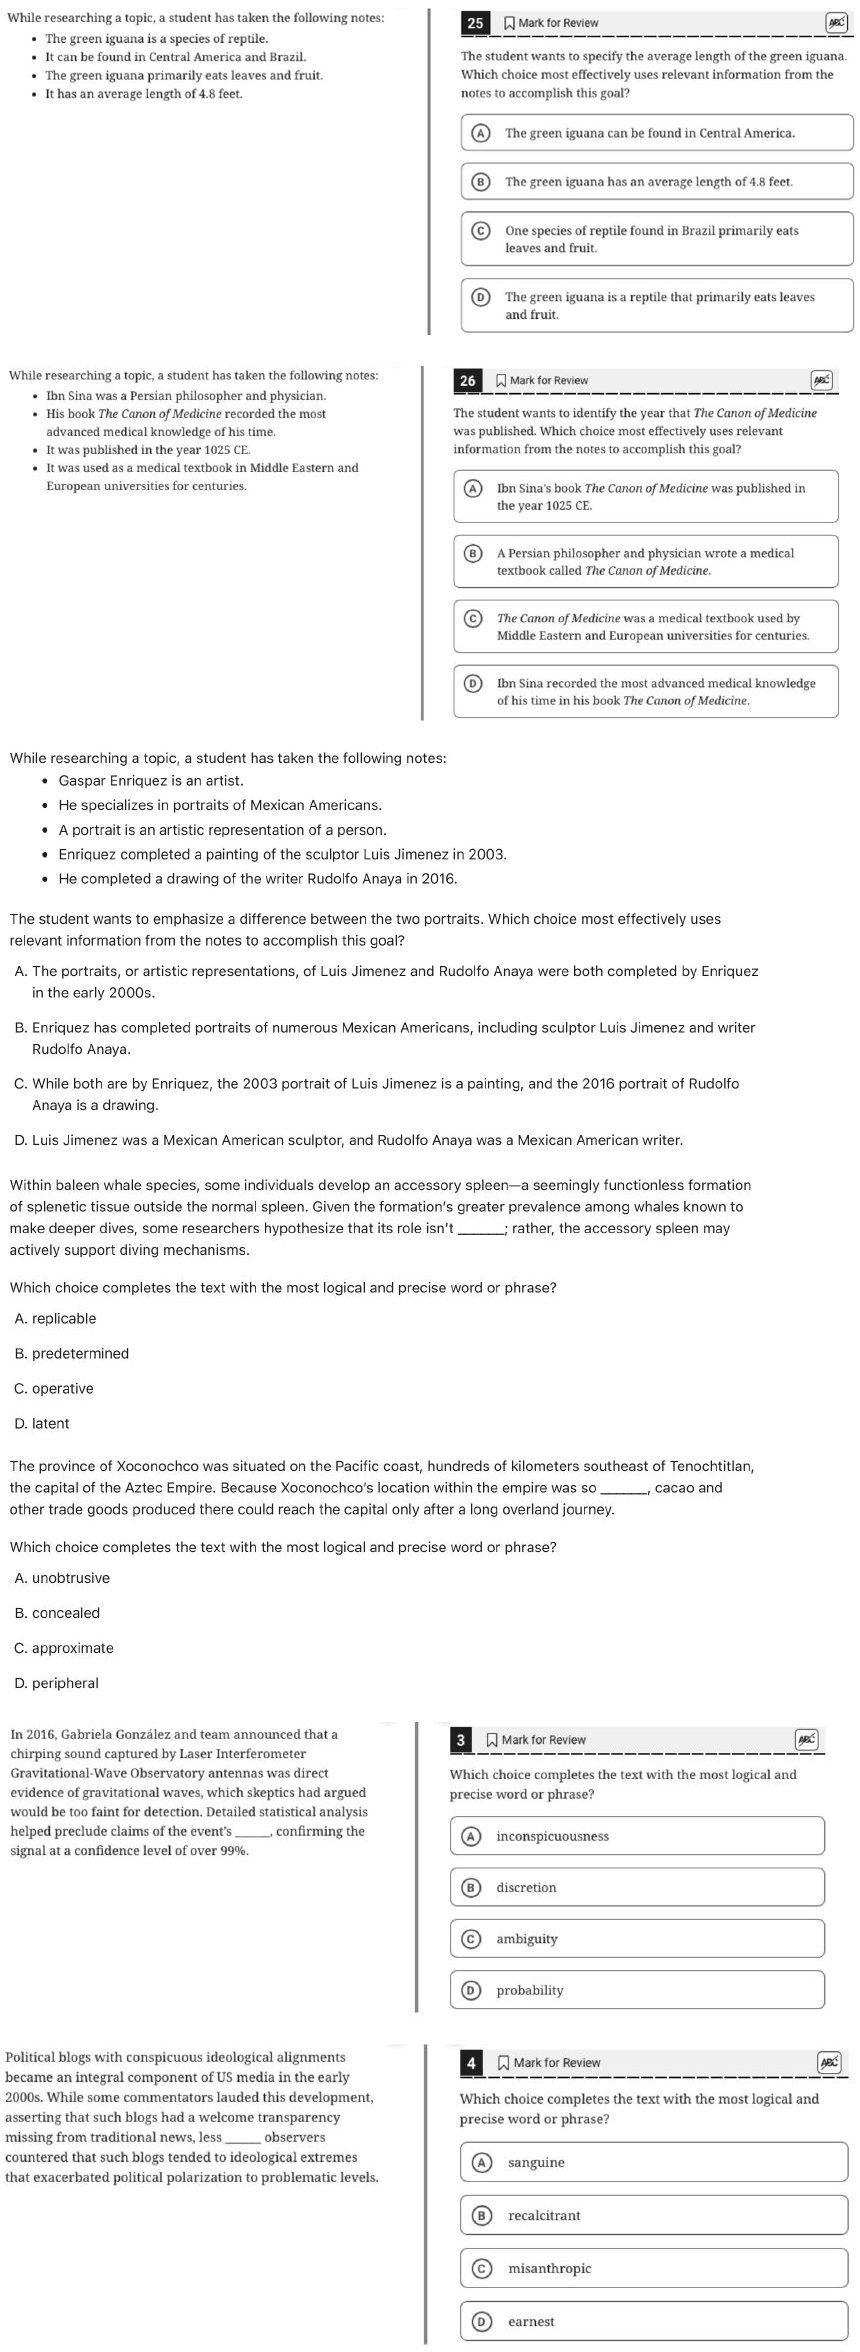 While researching a topic, a student has taken the following notes:
• The green iguana is a species of reptile.
• It can be found in Central America and Brazil.
• The green iguana primarily eats leaves and fruit.
• It has an average length of 4.8 feet.
25 Mark for Review ABC
The student wants to specify the average length of the green iguana.
Which choice most effectively uses relevant information from the
notes to accomplish this goal?
A The green iguana can be found in Central America.
B The green iguana has an average length of 4.8 feet.
C One species of reptile found in Brazil primarily eats
leaves and fruit.
D The green iguana is a reptile that primarily eats leaves
and fruit.
While researching a topic, a student has taken the following notes:
• Ibn Sina was a Persian philosopher and physician.
• His book The Canon of Medicine recorded the most
advanced medical knowledge of his time.
• It was published in the year 1025 CE.
• It was used as a medical textbook in Middle Eastern and
European universities for centuries.
26 Mark for Review ABC
The student wants to identify the year that The Canon of Medicine
was published. Which choice most effectively uses relevant
information from the notes to accomplish this goal?
A Ibn Sina's book The Canon of Medicine was published in
the year 1025 CE.
B A Persian philosopher and physician wrote a medical
textbook called The Canon of Medicine.
C The Canon of Medicine was a medical textbook used by
Middle Eastern and European universities for centuries.
D Ibn Sina recorded the most advanced medical knowledge
of his time in his book The Canon of Medicine.
While researching a topic, a student has taken the following notes:
• Gaspar Enriquez is an artist.
• He specializes in portraits of Mexican Americans.
• A portrait is an artistic representation of a person.
• Enriquez completed a painting of the sculptor Luis Jimenez in 2003.
• He completed a drawing of the writer Rudolfo Anaya in 2016.
The student wants to emphasize a difference between the two portraits. Which choice most effectively uses
relevant information from the notes to accomplish this goal?
A. The portraits, or artistic representations, of Luis Jimenez and Rudolfo Anaya were both completed by Enriquez
in the early 2000s.
B. Enriquez has completed portraits of numerous Mexican Americans, including sculptor Luis Jimenez and writer
Rudolfo Anaya.
C. While both are by Enriquez, the 2003 portrait of Luis Jimenez is a painting, and the 2016 portrait of Rudolfo
Anaya is a drawing.
D. Luis Jimenez was a Mexican American sculptor, and Rudolfo Anaya was a Mexican American writer.
Within baleen whale species, some individuals develop an accessory spleen—a seemingly functionless formation
of splenetic tissue outside the normal spleen. Given the formation's greater prevalence among whales known to
make deeper dives, some researchers hypothesize that its role isn't ______; rather, the accessory spleen may
actively support diving mechanisms.
Which choice completes the text with the most logical and precise word or phrase?
A. replicable
B. predetermined
C. operative
D. latent
The province of Xoconochco was situated on the Pacific coast, hundreds of kilometers southeast of Tenochtitlan,
the capital of the Aztec Empire. Because Xoconochco's location within the empire was so ______, cacao and
other trade goods produced there could reach the capital only after a long overland journey.
Which choice completes the text with the most logical and precise word or phrase?
A. unobtrusive
B. concealed
C. approximate
D. peripheral
In 2016, Gabriela González and team announced that a
chirping sound captured by Laser Interferometer
Gravitational-Wave Observatory antennas was direct
evidence of gravitational waves, which skeptics had argued
would be too faint for detection. Detailed statistical analysis
helped preclude claims of the event's ______, confirming the
signal at a confidence level of over 99%.
3 Mark for Review ABC
Which choice completes the text with the most logical and
precise word or phrase?
A inconspicuousness
B discretion
C ambiguity
D probability
Political blogs with conspicuous ideological alignments
became an integral component of US media in the early
2000s. While some commentators lauded this development,
asserting that such blogs had a welcome transparency
missing from traditional news, less ______ observers
countered that such blogs tended to ideological extremes
that exacerbated political polarization to problematic levels.
4 Mark for Review ABC
Which choice completes the text with the most logical and
precise word or phrase?
A sanguine
B recalcitrant
C misanthropic
D earnest